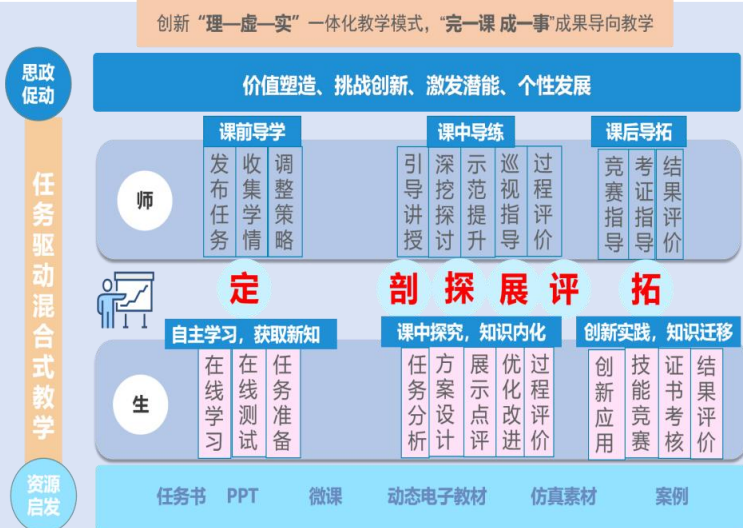 创新“理—虚—实”一体化教学模式，“完一课 成一事”成果导向教学
思政
促动
价值塑造、挑战创新、激发潜能、个性发展
任务驱动混合式教学
课前导学
课中导练
课后导拓
师
发布任务
收集学情
调整策略
引导讲授
深挖探讨
示范提升
巡视指导
过程评价
竞赛指导
考证指导
结果评价
定
剖
探
展
评
拓
自主学习，获取新知
课中探究，知识内化
创新实践，知识迁移
生
在线学习
在线测试
任务准备
任务分析
方案设计
展示点评
优化改进
过程评价
创新应用
技能竞赛
证书考核
结果评价
资源
启发
任务书 PPT 微课 动态电子教材 仿真素材 案例